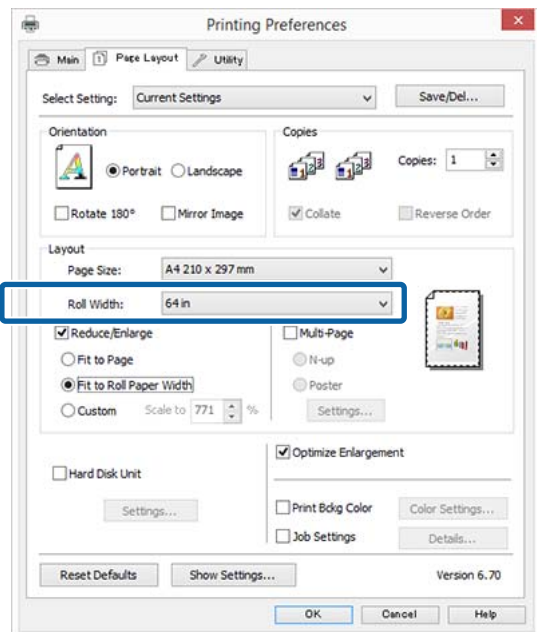 Printing Preferences
Main Page Layout Utility
Select Setting: Current Settings Save/Del...
Orientation Copies
Portrait Landscape Copies: 1
Rotate 180° Mirror Image Collate Reverse Order
Layout
Page Size: A4 210 x 297 mm
Roll Width: 64 in
Reduce/Enlarge Multi-Page
Fit to Page N-up
Fit to Roll Paper Width Poster
Custom Scale to 771 % Settings...
Optimize Enlargement
Hard Disk Unit
Settings... Print Bckg Color Color Settings...
Job Settings Details...
Reset Defaults Show Settings... Version 6.70
OK Cancel Help